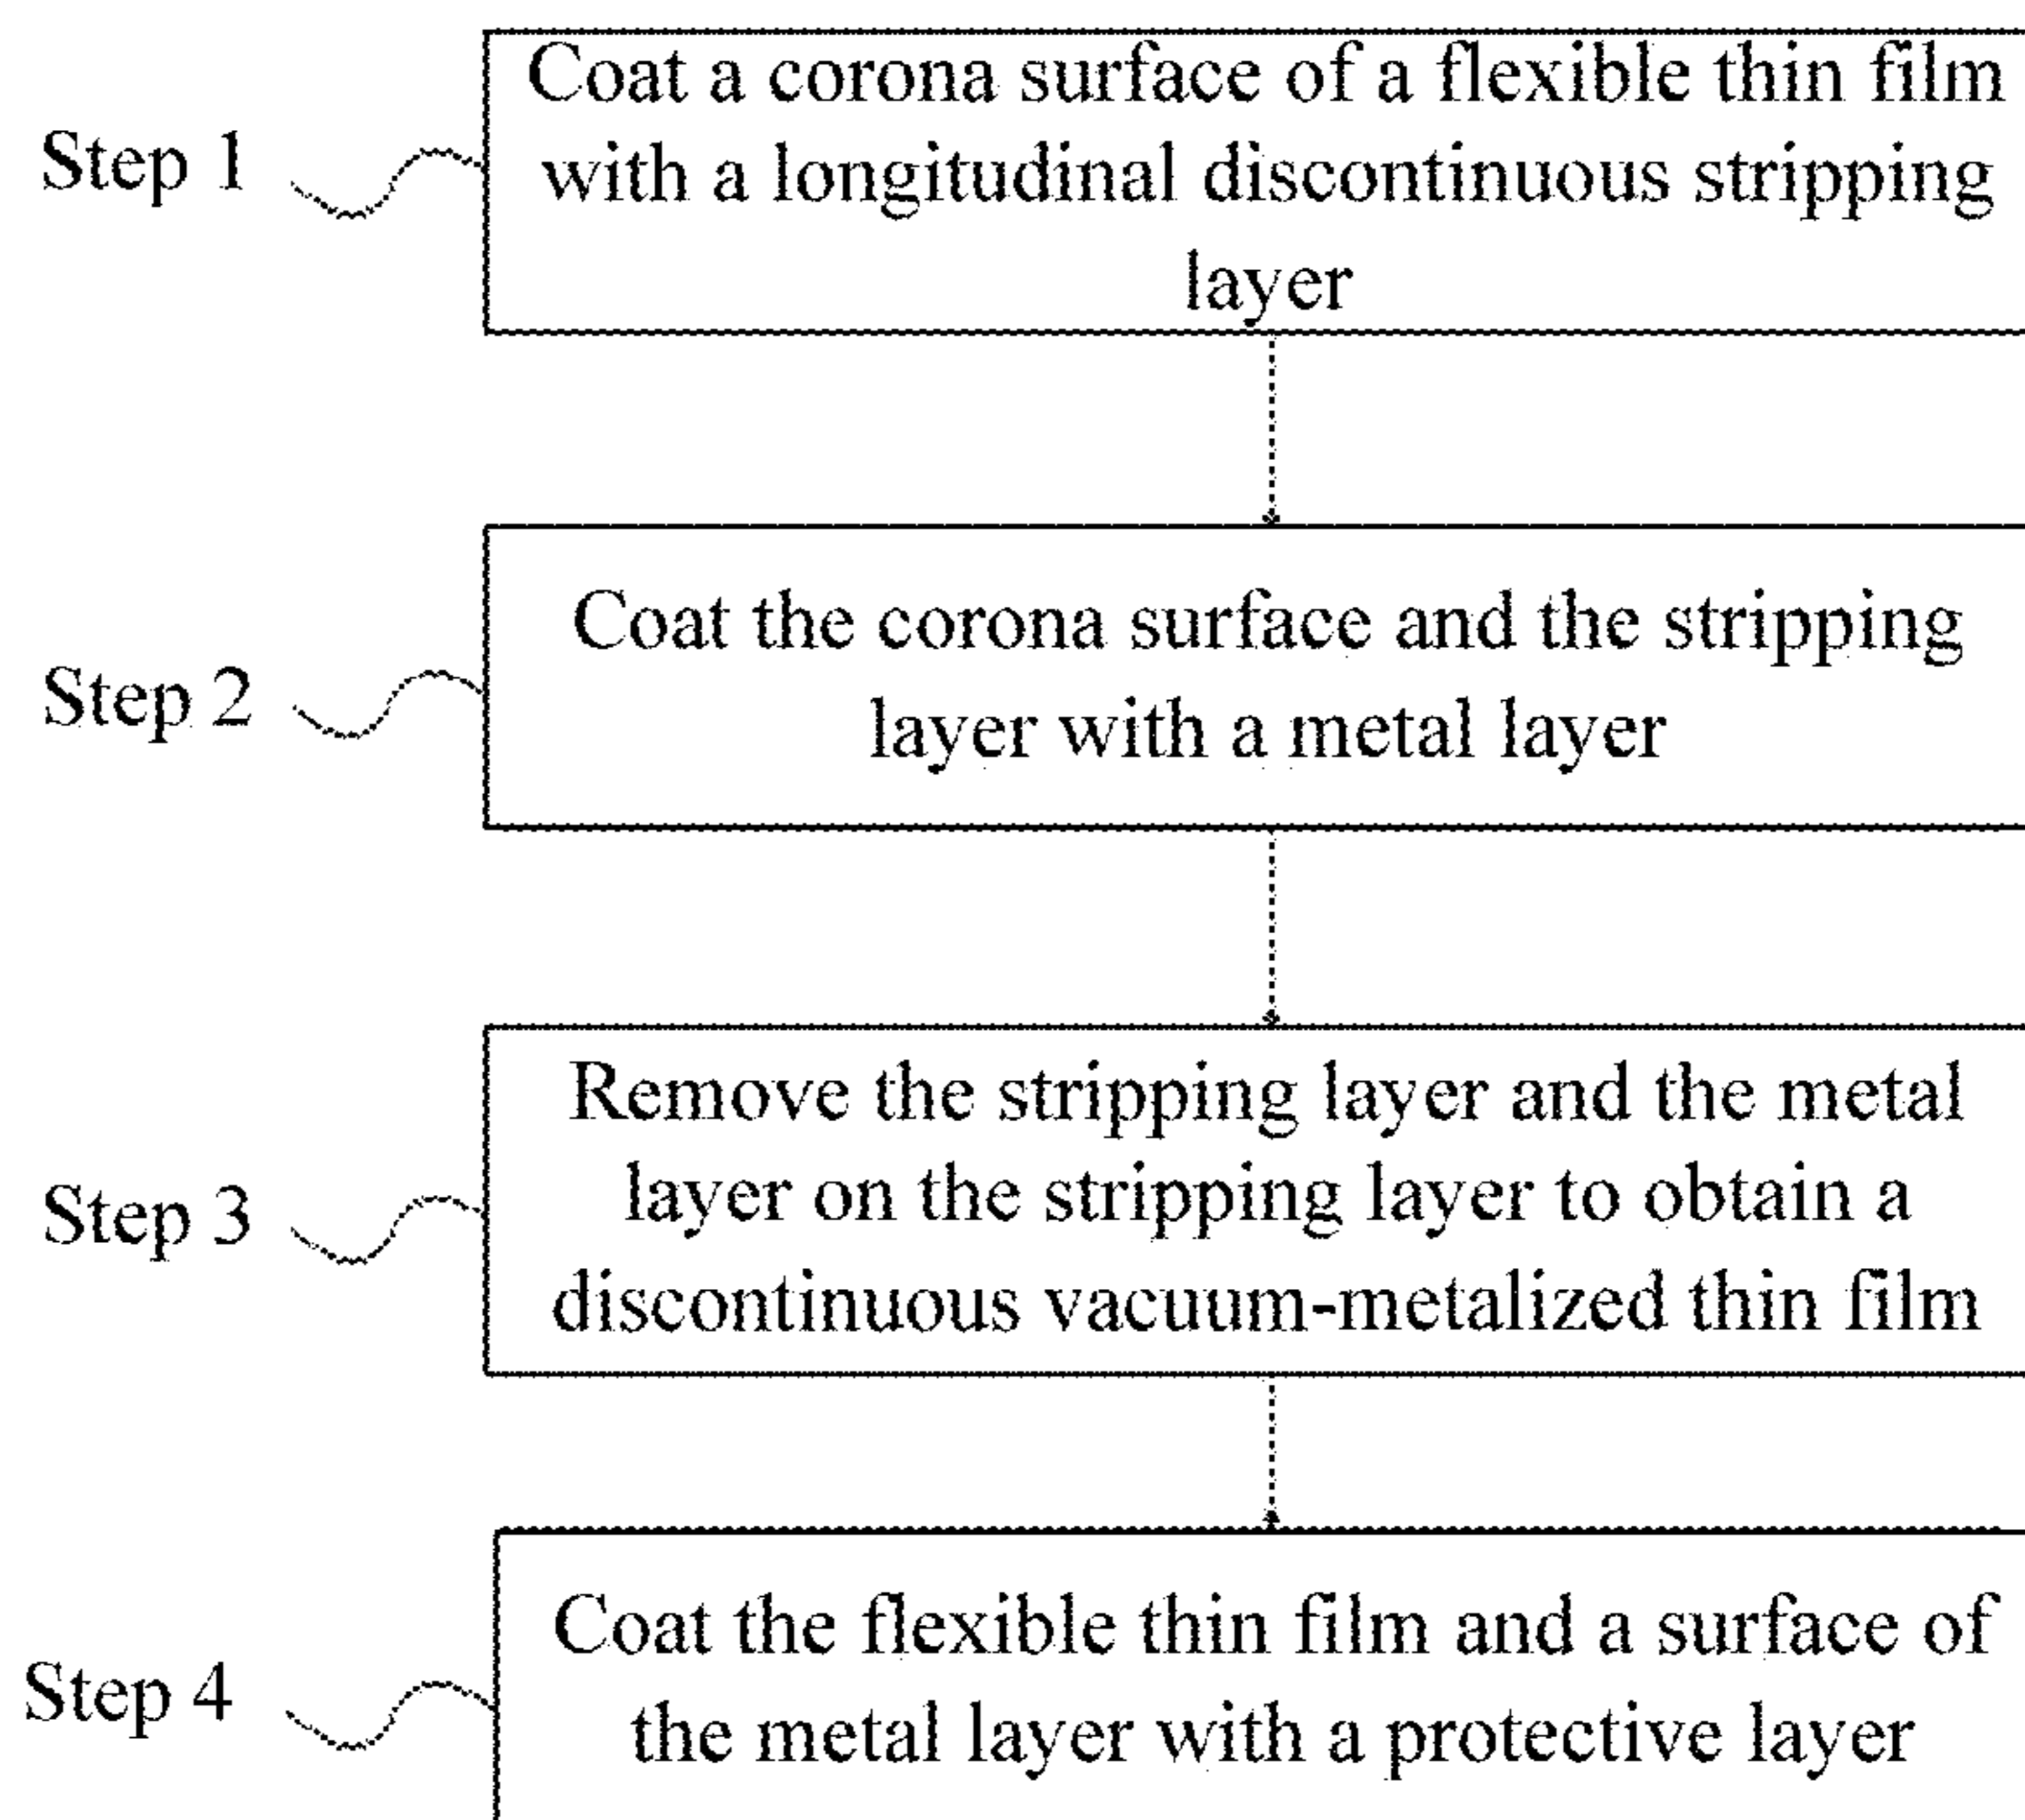 Coat a corona surface of a flexible thin film
Step 1
with a longitudinal discontinuous stripping
layer
Coat the corona surface and the stripping
Step 2
layer with a metal layer
Remove the stripping layer and the metal
Step 3
layer on the stripping layer to obtain a
discontinuous vacuum-metalized thin film
Coat the flexible thin film and a surface of
Step 4
the metal layer with a protective layer